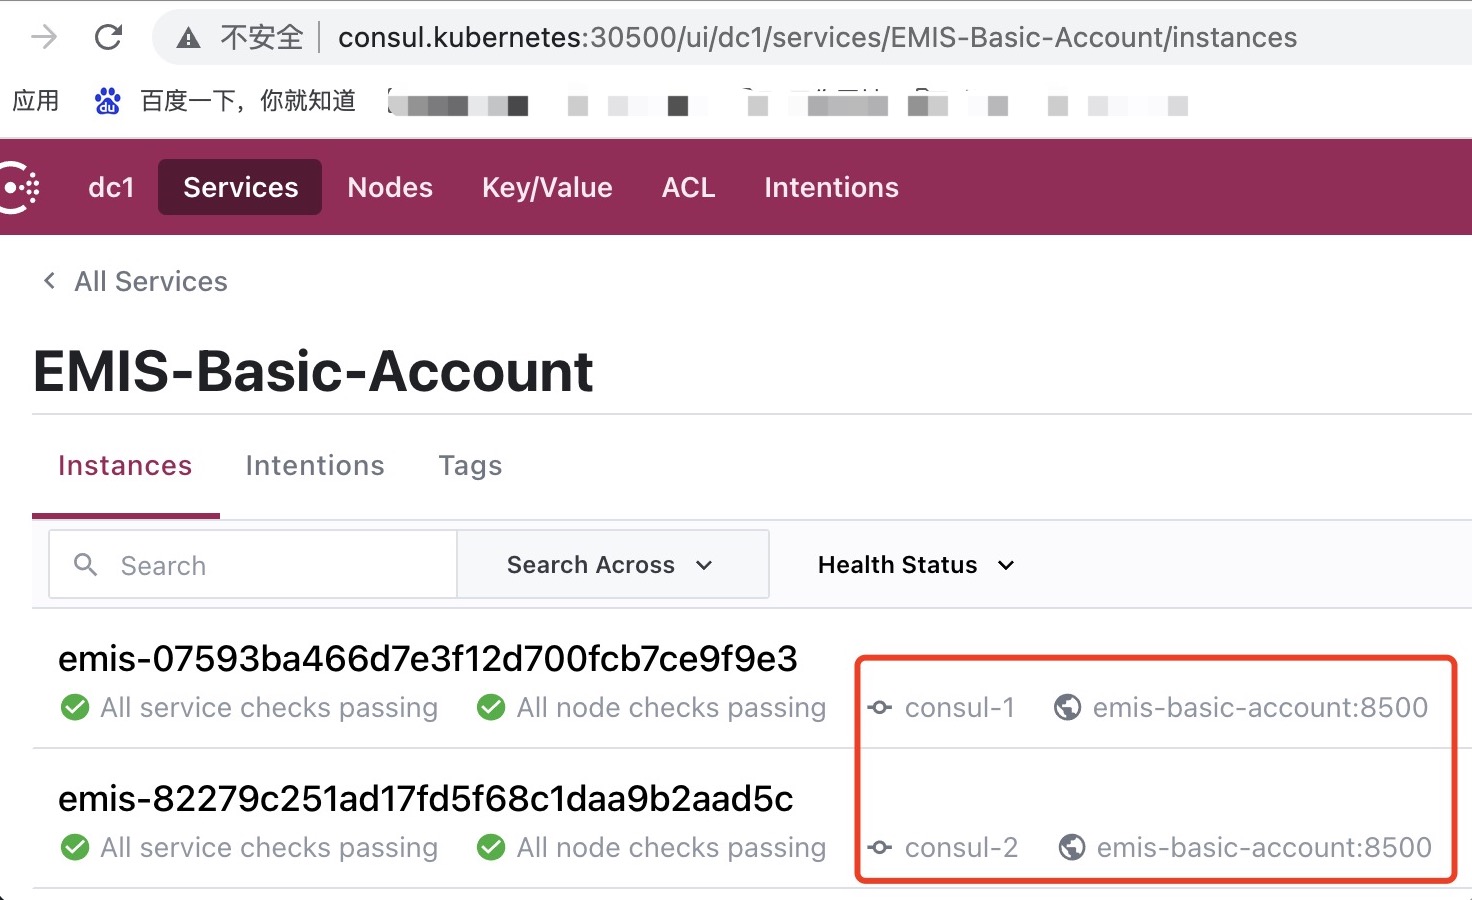 不安全 consul.kubernetes:30500/ui/dc1/services/EMIS-Basic-Account/instances
应用 百度一下，你就知道
dc1 Services Nodes Key/Value ACL Intentions
All Services
EMIS-Basic-Account
Instances Intentions Tags
Search Search Across Health Status
emis-07593ba466d7e3f12d700fcb7ce9f9e3
All service checks passing All node checks passing consul-1 emis-basic-account:8500
emis-82279c251ad17fd5f68c1daa9b2aad5c
All service checks passing All node checks passing consul-2 emis-basic-account:8500